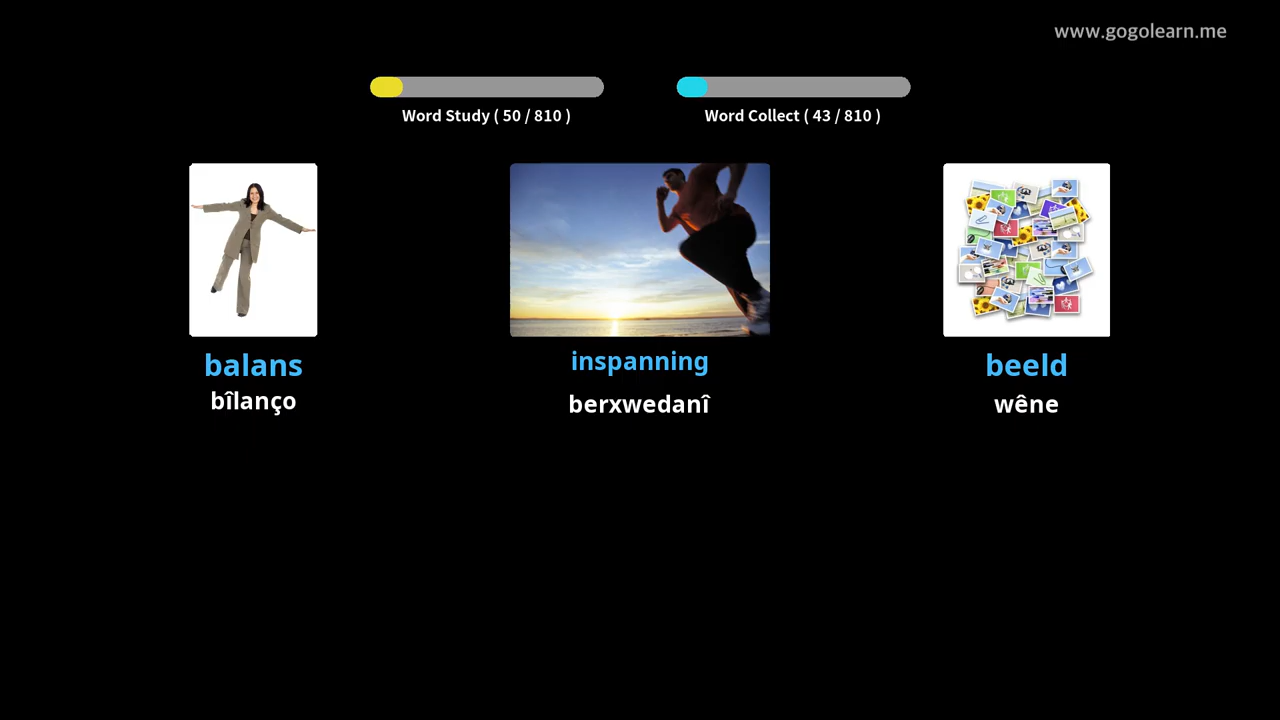 www.gogolearn.me
Word Study ( 50 / 810 )
Word Collect ( 43 / 810 )
balans
bîlanço
inspanning
berxwedanî
beeld
wêne